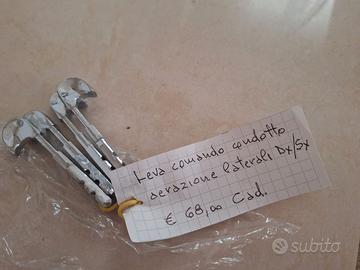 Leva comando condotto
aerazione laterali Dx/Sx
€ 68,00 Cad.
subito